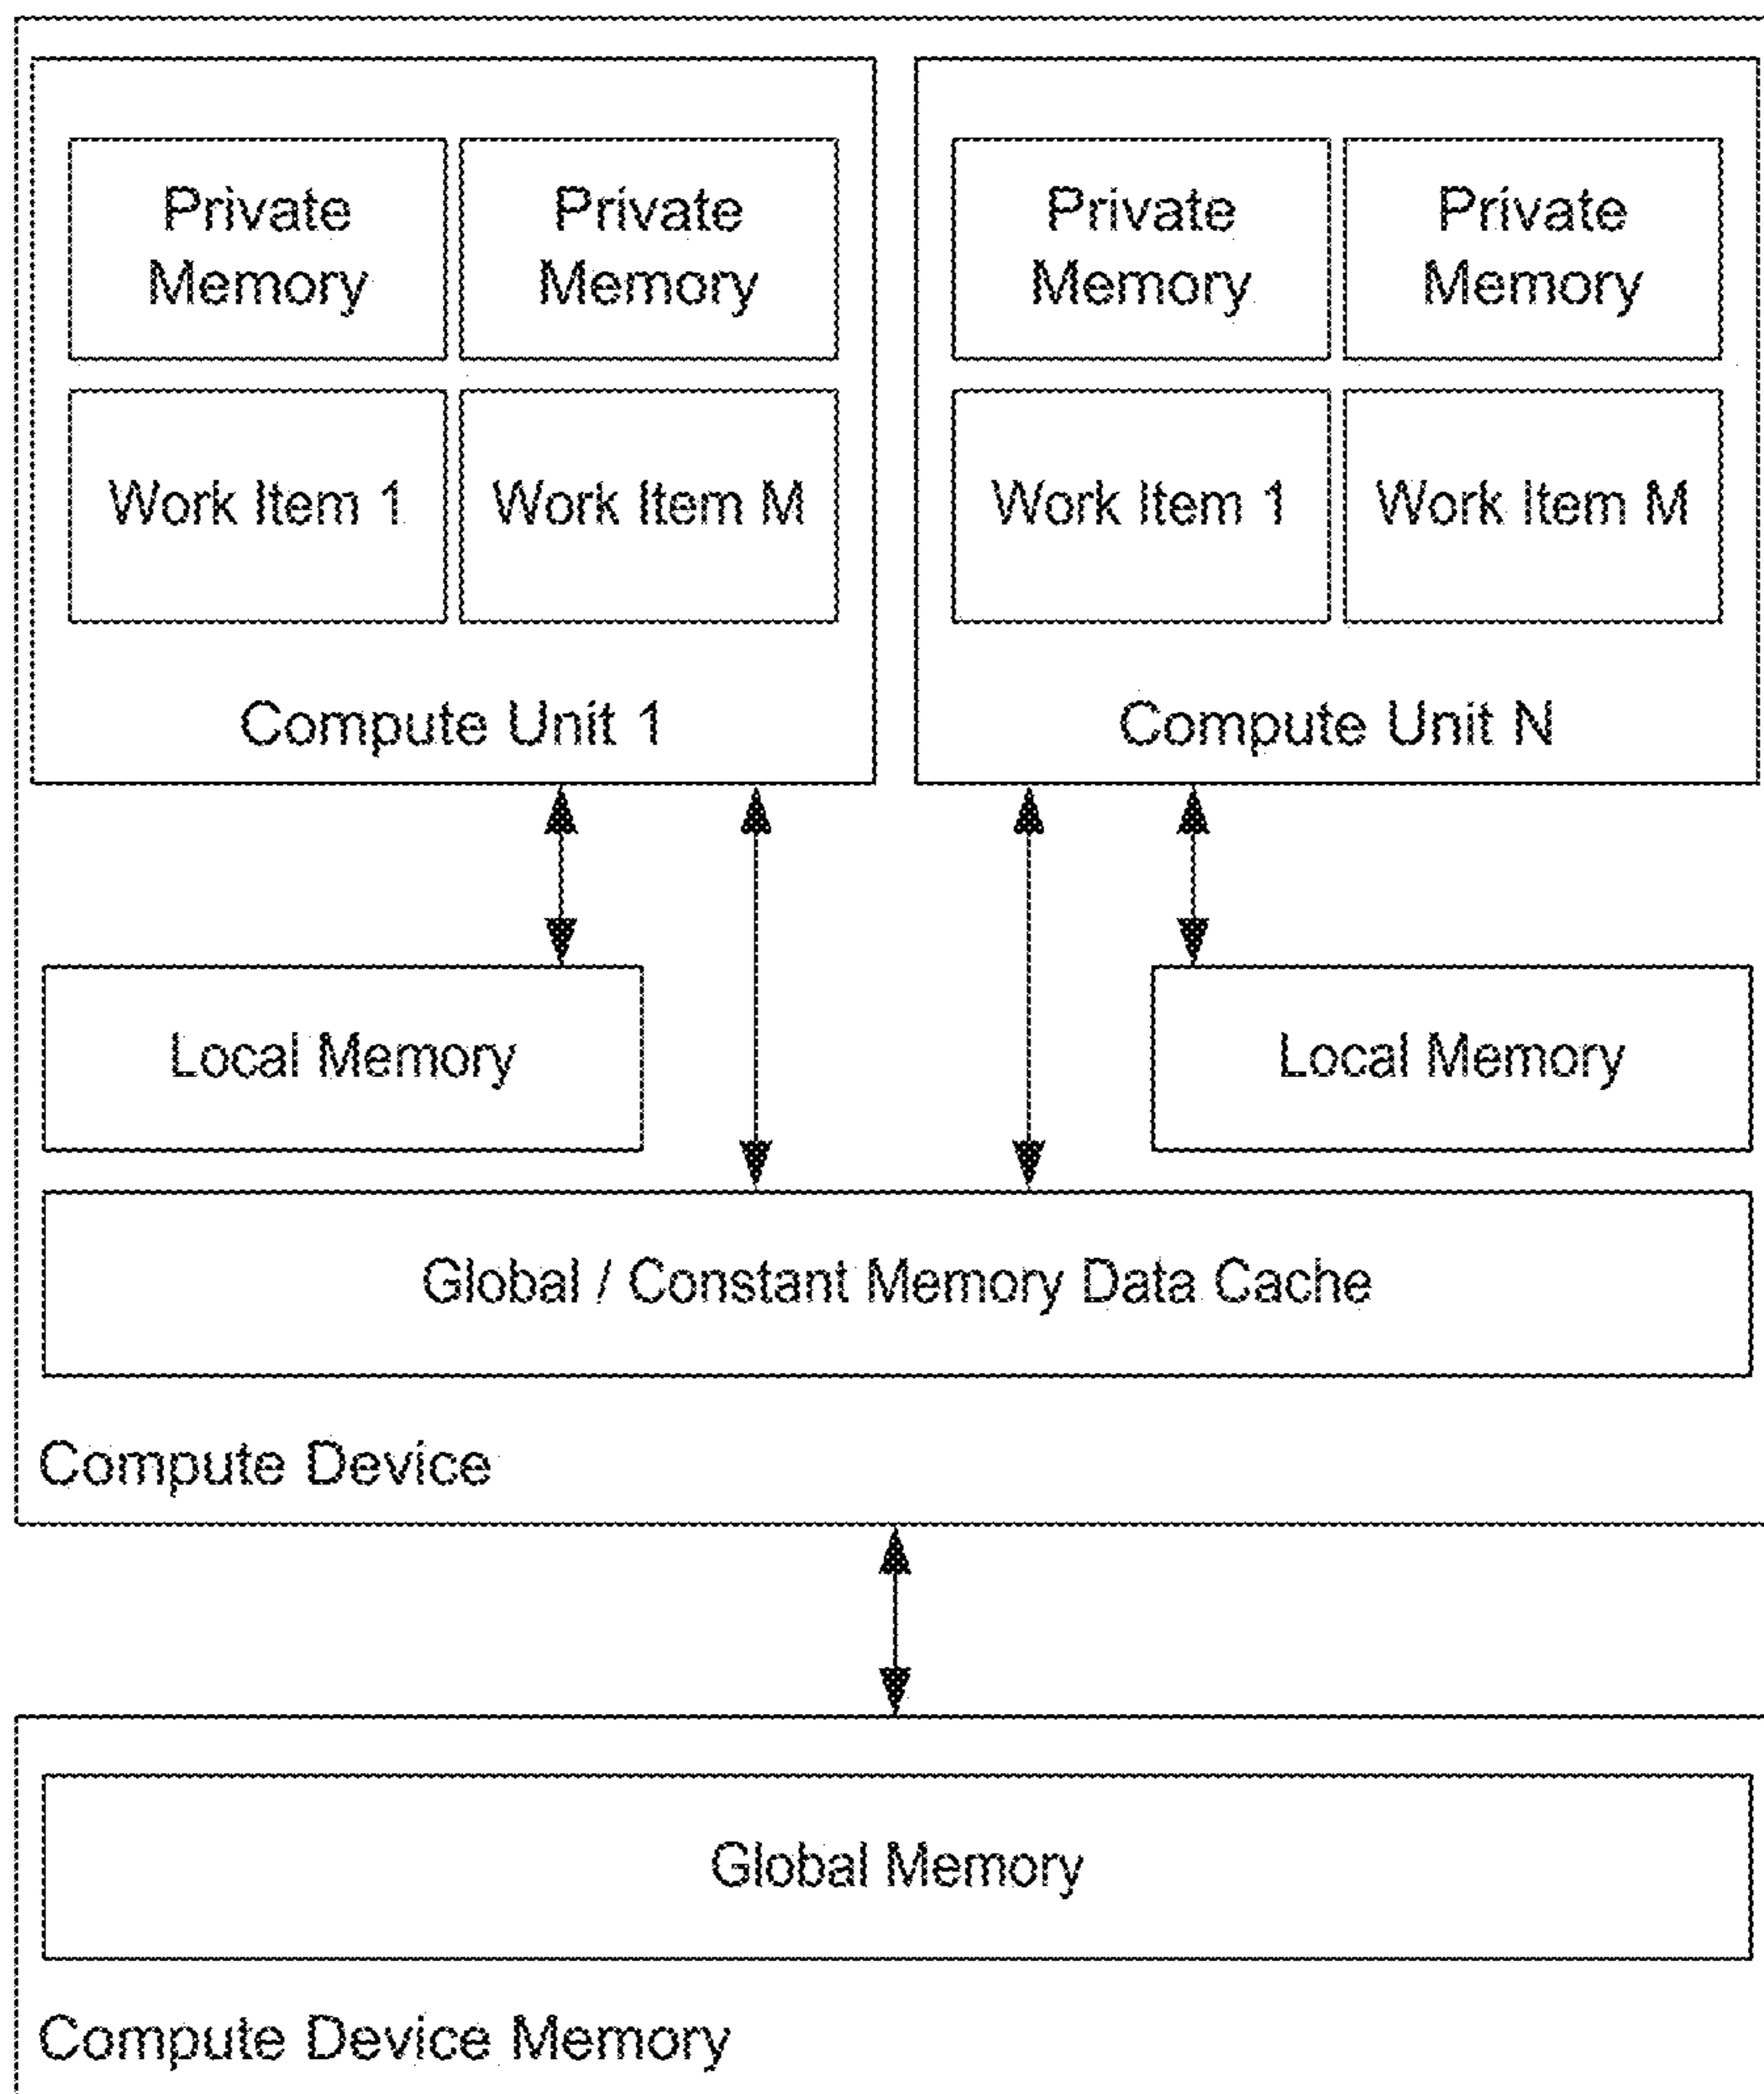 Private Memory
Private Memory
Private Memory
Private Memory
Work Item 1
Work Item M
Work Item 1
Work Item M
Compute Unit 1
Compute Unit N
Local Memory
Local Memory
Global / Constant Memory Data Cache
Compute Device
Global Memory
Compute Device Memory